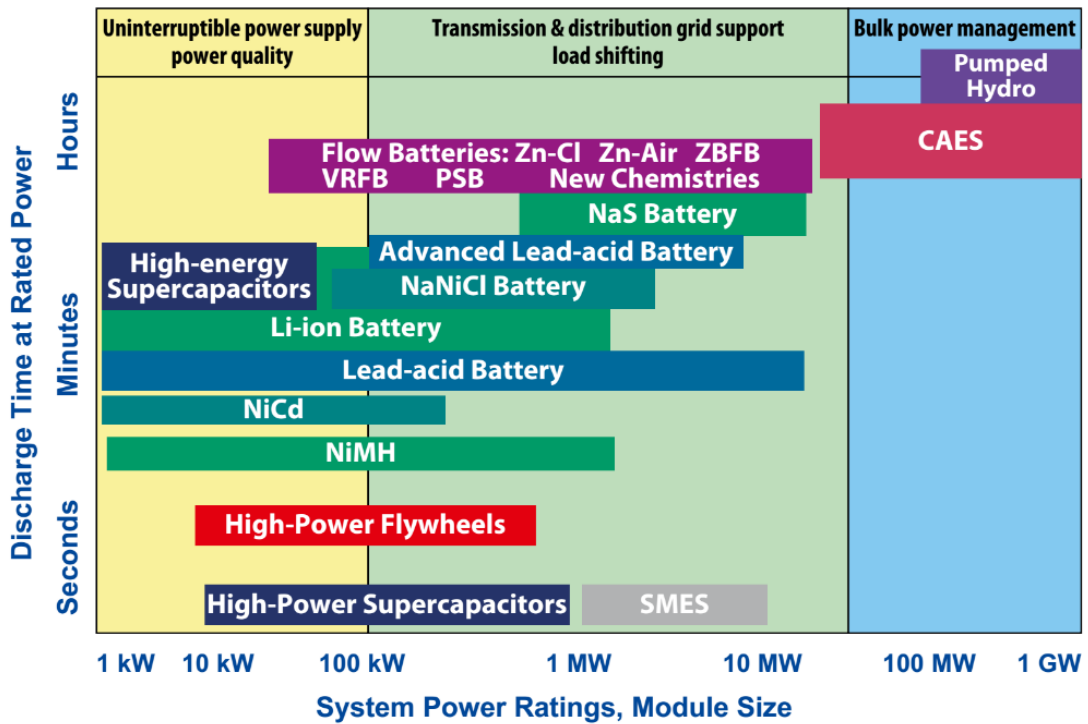 Uninterruptible power supply
power quality
Transmission & distribution grid support
load shifting
Bulk power management
Pumped
Hydro
CAES
Flow Batteries: Zn-Cl Zn-Air ZBFB
VRFB PSB New Chemistries
NaS Battery
Advanced Lead-acid Battery
High-energy
Supercapacitors
NaNiCl Battery
Li-ion Battery
Lead-acid Battery
NiCd
NiMH
High-Power Flywheels
High-Power Supercapacitors
SMES
Discharge Time at Rated Power
Hours
Minutes
Seconds
1 kW 10 kW 100 kW 1 MW 10 MW 100 MW 1 GW
System Power Ratings, Module Size